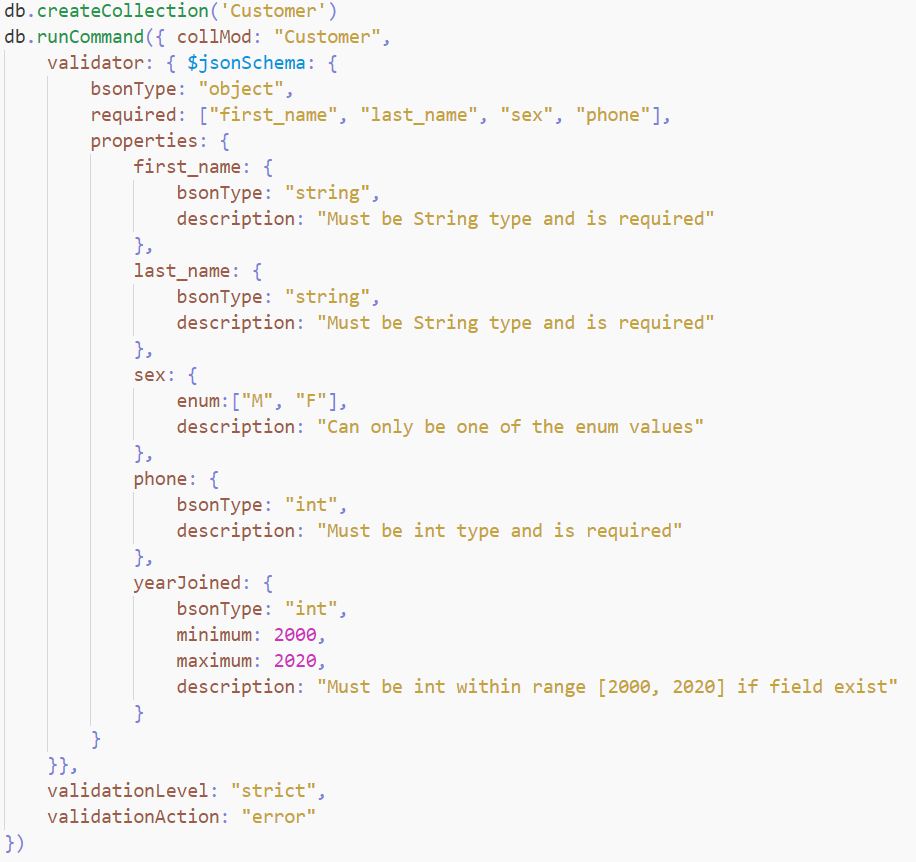 db.createCollection('Customer')
db.runCommand({ collMod: "Customer",
    validator: { $jsonSchema: {
        bsonType: "object",
        required: ["first_name", "last_name", "sex", "phone"],
        properties: {
            first_name: {
                bsonType: "string",
                description: "Must be String type and is required"
            },
            last_name: {
                bsonType: "string",
                description: "Must be String type and is required"
            },
            sex: {
                enum:["M", "F"],
                description: "Can only be one of the enum values"
            },
            phone: {
                bsonType: "int",
                description: "Must be int type and is required"
            },
            yearJoined: {
                bsonType: "int",
                minimum: 2000,
                maximum: 2020,
                description: "Must be int within range [2000, 2020] if field exist"
            }
        }
    }},
    validationLevel: "strict",
    validationAction: "error"
})